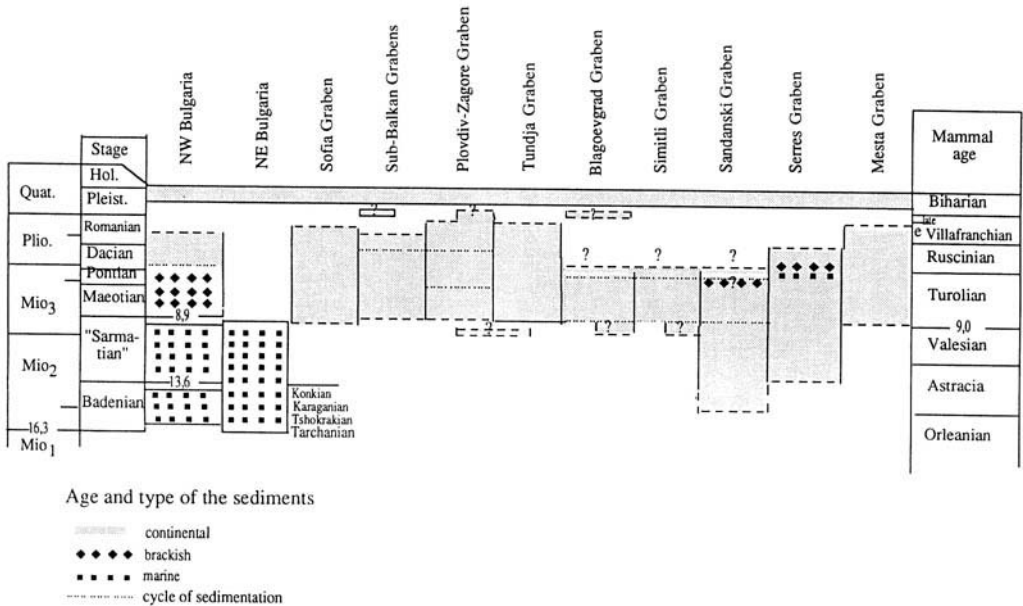 NW Bulgaria
NE Bulgaria
Sofia Graben
Sub-Balkan Grabens
Plovdiv-Zagore Graben
Tundja Graben
Blagoevgrad Graben
Simitli Graben
Sandanski Graben
Serres Graben
Mesta Graben
Stage
Mammal
age
Hol.
Quat.
Pleist.
Biharian
?
?
?
Romanian
late
e Villafranchian
Plio.
Dacian
?
?
?
Ruscinian
Pontian
Mio3
Maeotian
?
Turolian
8,9
9,0
?
?
?
"Sarma-
tian"
Valesian
Mio2
13,6
Astracia
Badenian
Konkian
Karaganian
Tshokrakian
16,3
Tarchanian
Orleanian
Mio1
Age and type of the sediments
continental
brackish
marine
cycle of sedimentation